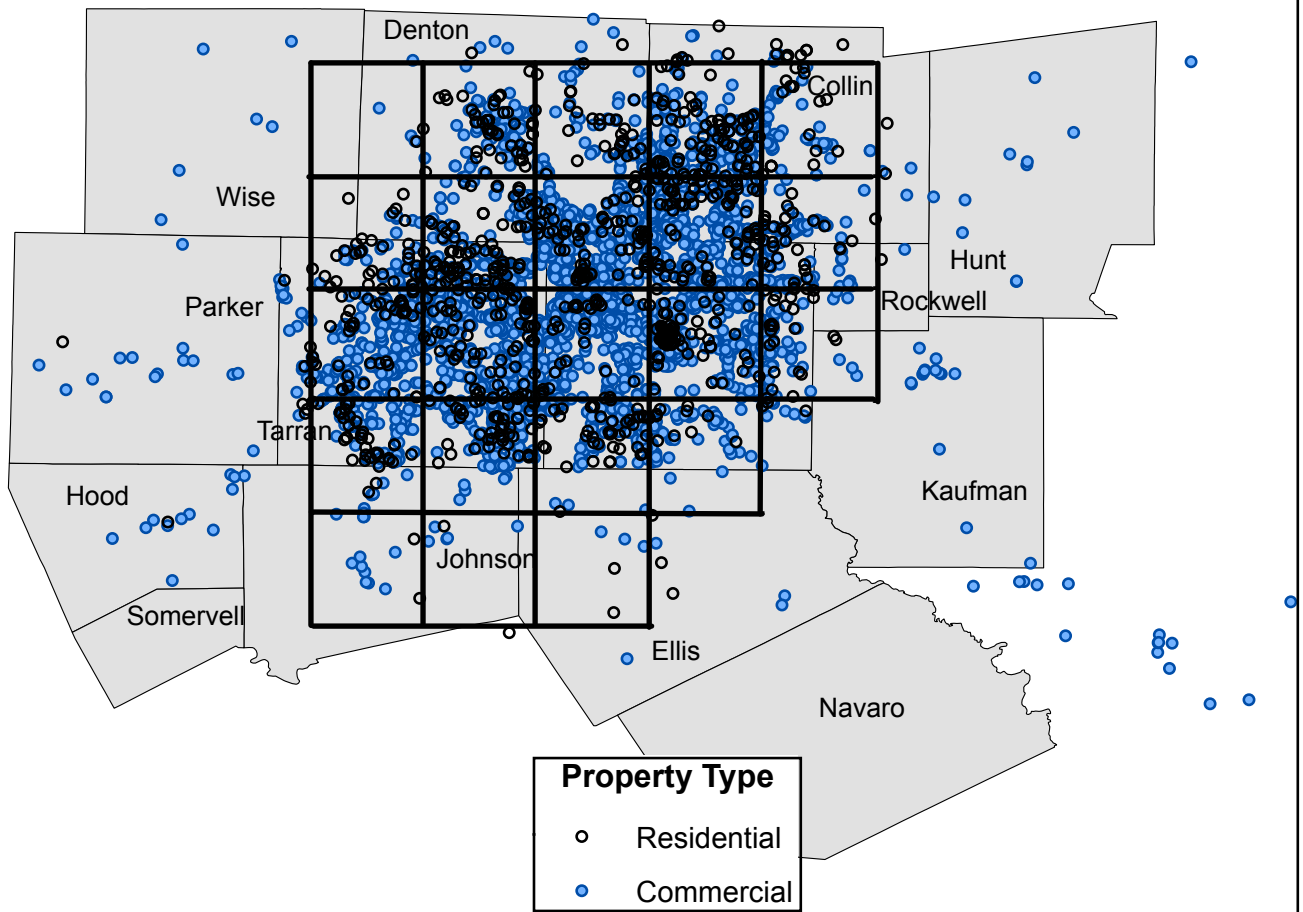 Denton
Collin
Wise
Hunt
Parker
Rockwell
Tarran
Hood
Kaufman
Johnson
Somervell
Ellis
Navaro
Property Type
Residential
Commercial